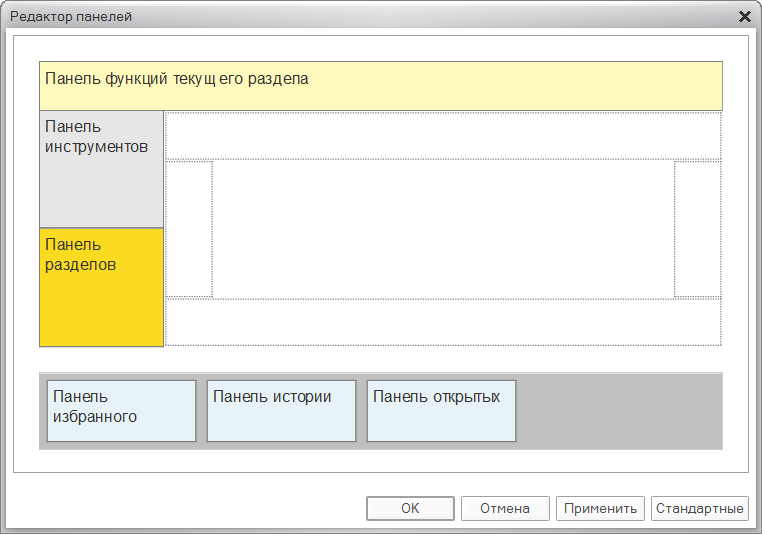 Редактор панелей
Панель функций текущего раздела
Панель
инструментов
Панель
разделов
Панель
избранного
Панель истории
Панель открытых
OK
Отмена
Применить
Стандартные